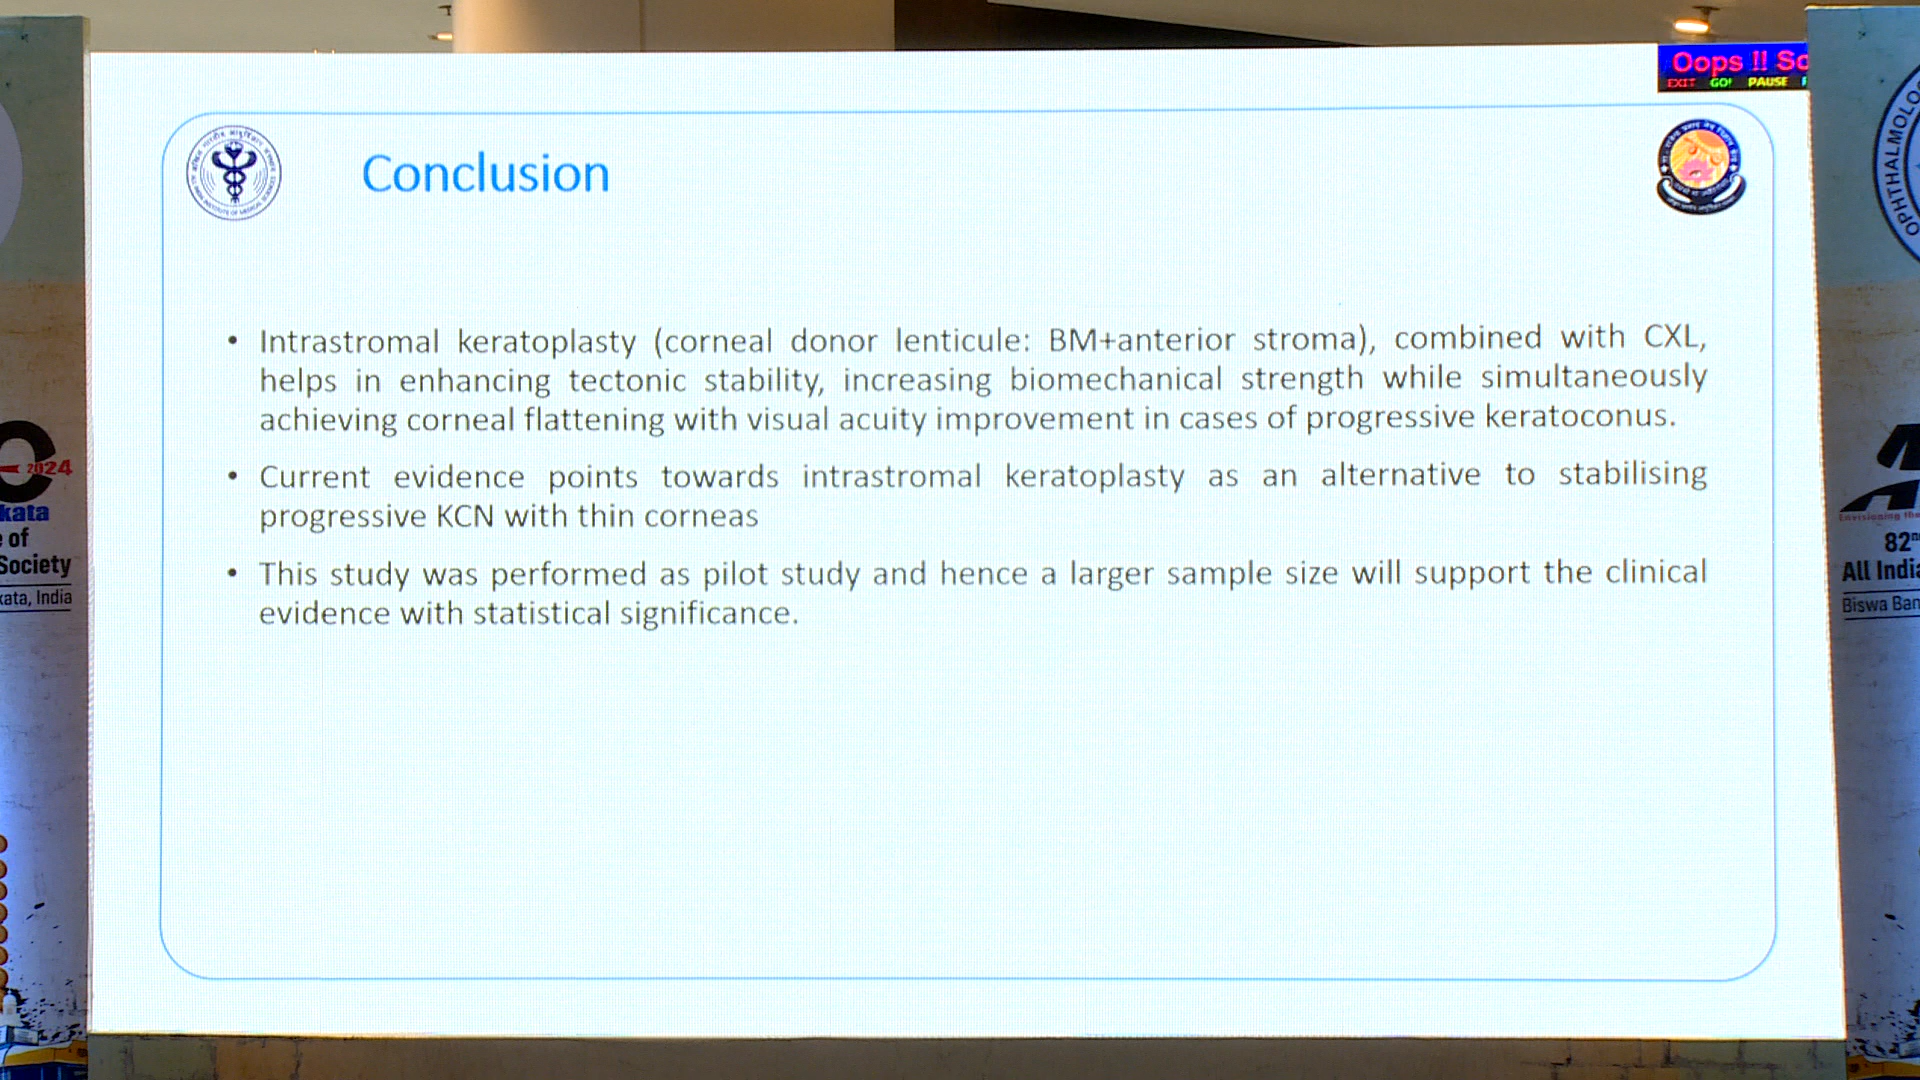 Oops !! Sc
EXIT GO! PAUSE
Conclusion
• Intrastromal keratoplasty (corneal donor lenticule: BM+anterior stroma), combined with CXL,
helps in enhancing tectonic stability, increasing biomechanical strength while simultaneously
achieving corneal flattening with visual acuity improvement in cases of progressive keratoconus.
• Current evidence points towards intrastromal keratoplasty as an alternative to stabilising
progressive KCN with thin corneas
• This study was performed as pilot study and hence a larger sample size will support the clinical
evidence with statistical significance.
2024
kata
of
Society
kata, India
OPHTHALMOLO
Envisioning the
82nd
All India
Biswa Ban